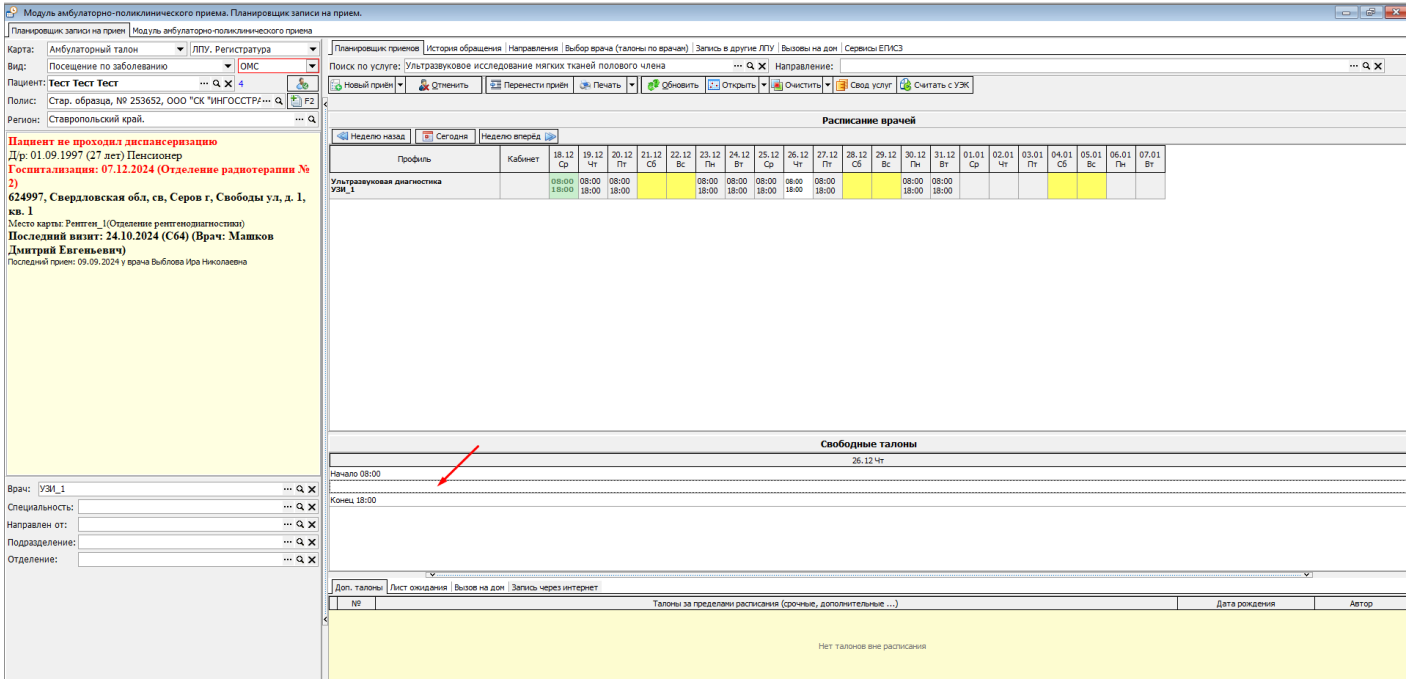 Модуль амбулаторно-поликлинического приема. Планировщик записи на прием.
Планировщик записи на прием Модуль амбулаторно-поликлинического приема
Карта: Амбулаторный талон ЛПУ. Регистратура
Вид: Посещение по заболеванию ОМС
Пациент: Тест Тест Тест ... 4
Полис: Стар. образца, № 253652, ООО "СК "ИНГОССТРА ... F2
Регион: Ставропольский край. ...
Пациент не проходил диспансеризацию
Д/р: 01.09.1997 (27 лет) Пенсионер
Госпитализация: 07.12.2024 (Отделение радиотерапии №
2)
624997, Свердловская обл, св, Серов г, Свободы ул, д. 1,
кв. 1
Место карты: Рентген_1(Отделение рентгенодиагностики)
Последний визит: 24.10.2024 (C64) (Врач: Машков
Дмитрий Евгеньевич)
Последний прием: 09.09.2024 у врача Выблова Ира Николаевна
Врач: УЗИ_1 ...
Специальность: ...
Направлен от: ...
Подразделение: ...
Отделение: ...
Планировщик приемов История обращения Направления Выбор врача (талоны по врачам) Запись в другие ЛПУ Вызовы на дом Сервисы ЕГИСЗ
Поиск по услуге: Ультразвуковое исследование мягких тканей полового члена ... Направление: ...
Новый приём Отменить Перенести приём Печать Обновить Открыть Очистить Свод услуг Считать с УЭК
Расписание врачей
Неделю назад Сегодня Неделю вперёд
Профиль Кабинет 18.12 19.12 20.12 21.12 22.12 23.12 24.12 25.12 26.12 27.12 28.12 29.12 30.12 31.12 01.01 02.01 03.01 04.01 05.01 06.01 07.01
Ср Чт Пт Сб Вс Пн Вт Ср Чт Пт Сб Вс Пн Вт Ср Чт Пт Сб Вс Пн Вт
Ультразвуковая диагностика 08:00 08:00 08:00 08:00 08:00 08:00 08:00 08:00 08:00 08:00
УЗИ_1 18:00 18:00 18:00 18:00 18:00 18:00 18:00 18:00 18:00 18:00
Свободные талоны
26.12 Чт
Начало 08:00
Конец 18:00
Доп. талоны Лист ожидания Вызов на дом Запись через интернет
№ Талоны за пределами расписания (срочные, дополнительные ...) Дата рождения Автор
Нет талонов вне расписания